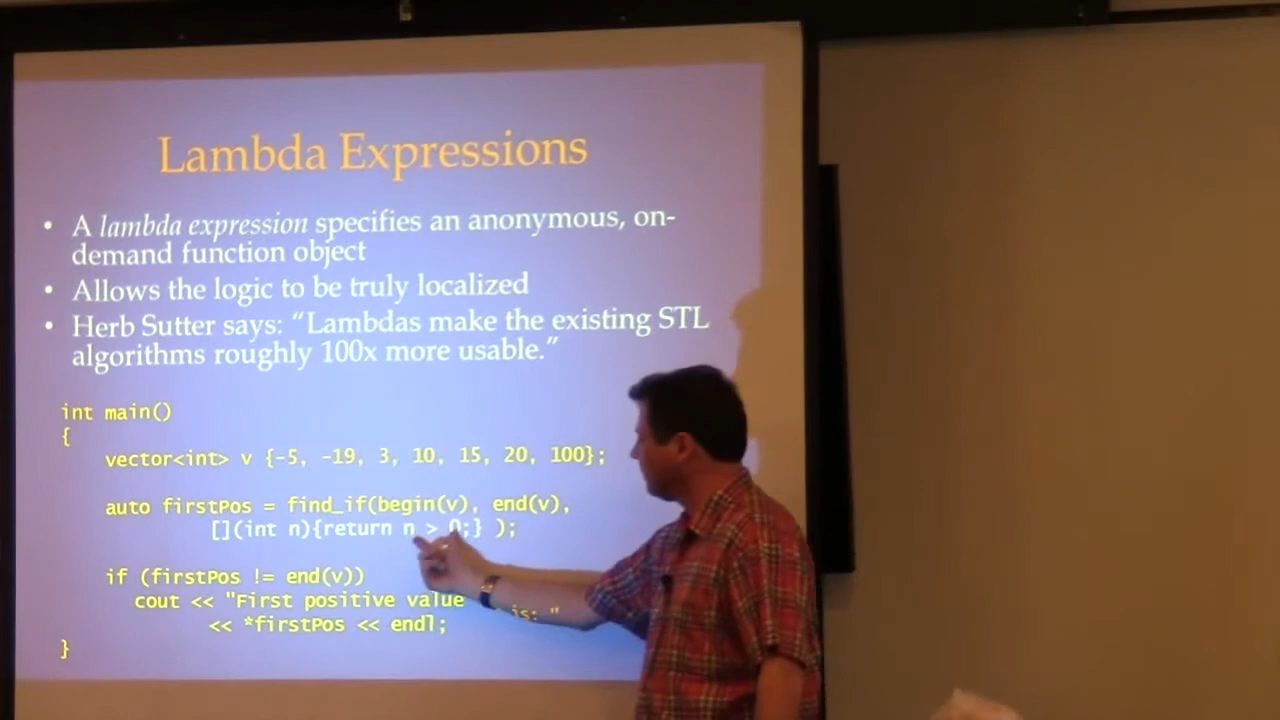 Lambda Expressions
• A lambda expression specifies an anonymous, on-
demand function object
• Allows the logic to be truly localized
• Herb Sutter says: “Lambdas make the existing STL
algorithms roughly 100x more usable.”
int main()
{
vector<int> v {-5, -19, 3, 10, 15, 20, 100};
auto firstPos = find_if(begin(v), end(v),
[](int n){return n > 0;} );
if (firstPos != end(v))
cout << "First positive value is: "
<< *firstPos << endl;
}